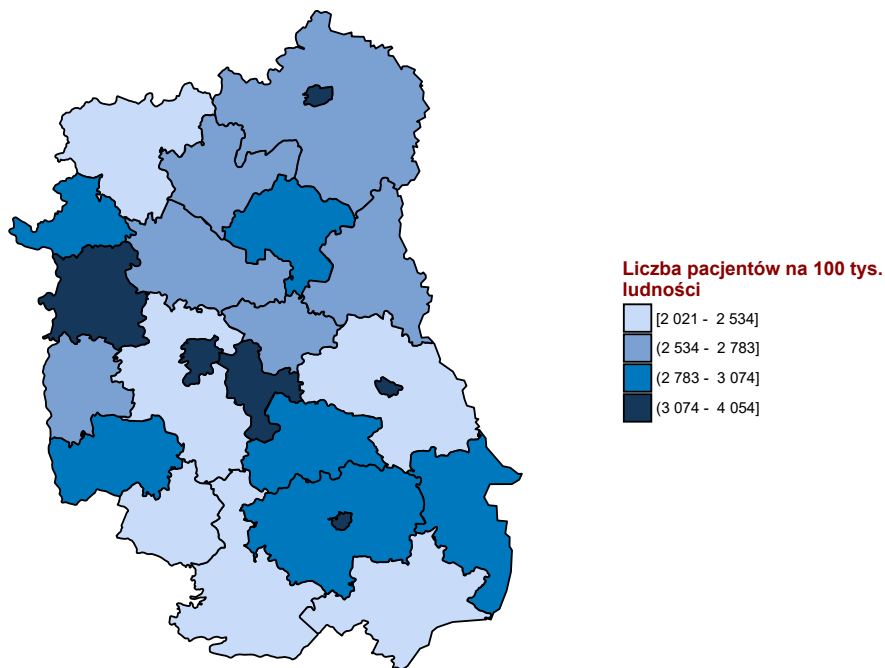 Liczba pacjentów na 100 tys.
ludności
[2 021 - 2 534]
(2 534 - 2 783]
(2 783 - 3 074]
(3 074 - 4 054]